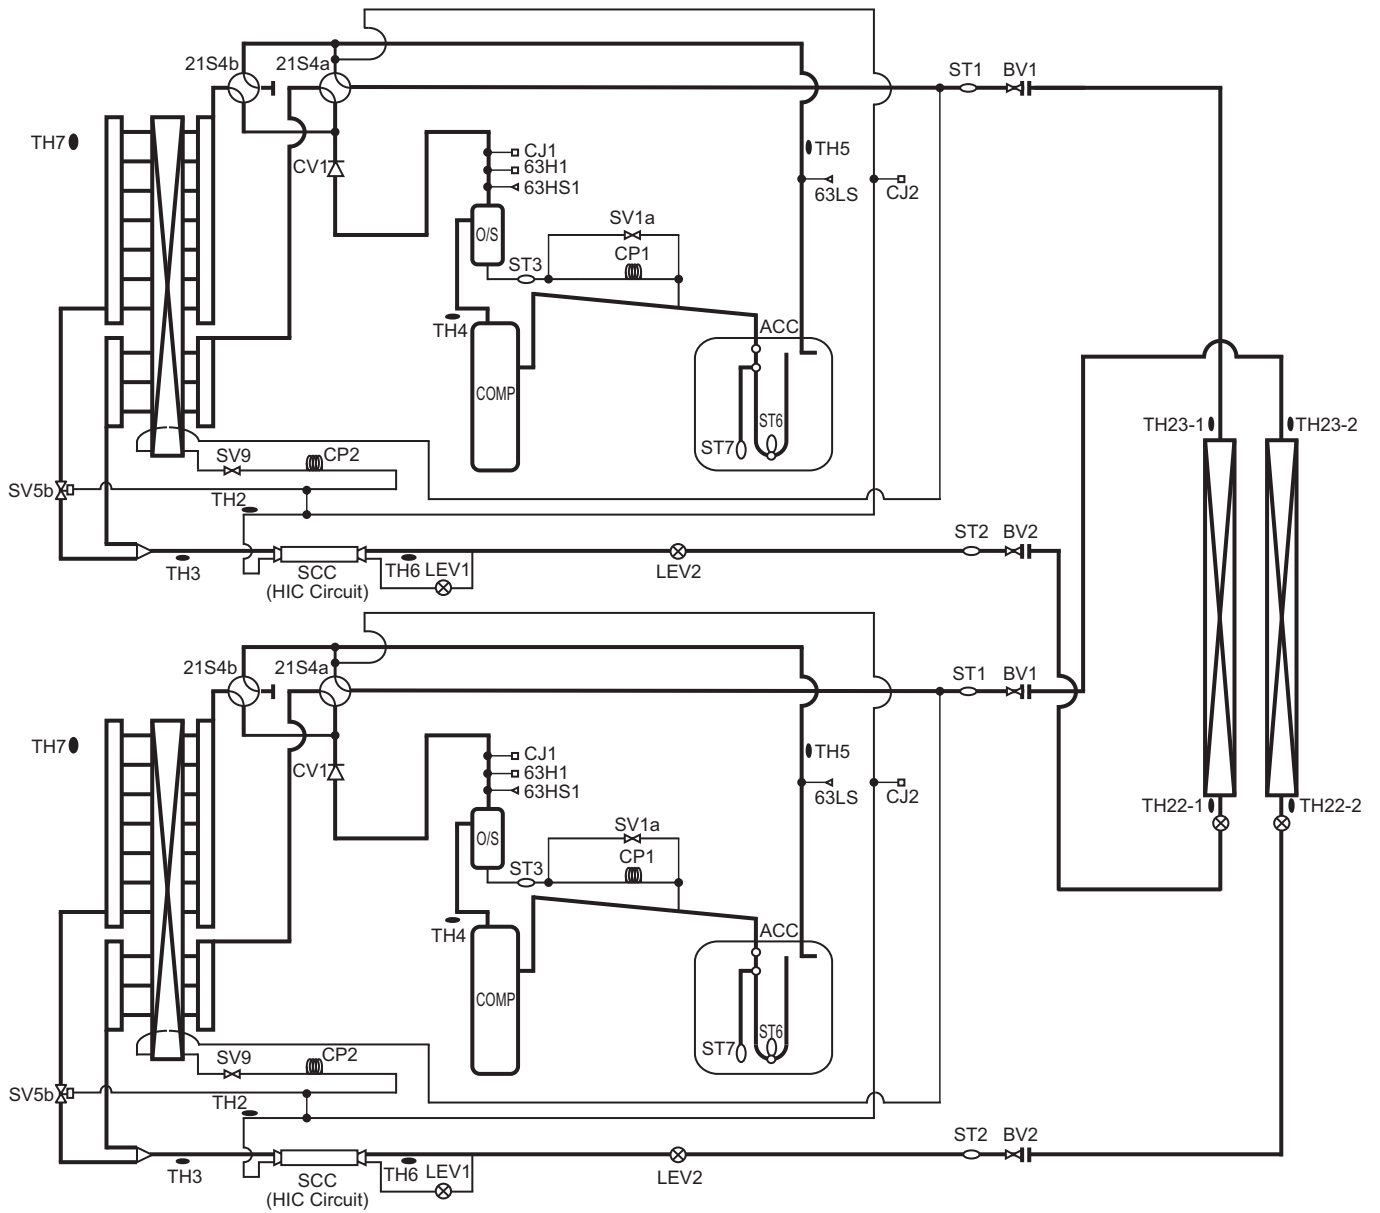 21S4b
21S4a
ST1
BV1
TH7
CV1
CJ1
63H1
63HS1
TH5
63LS
CJ2
O/S
SV1a
CP1
ST3
TH4
ACC
COMP
ST6
ST7
TH23-1
TH23-2
SV9
CP2
SV5b
TH2
ST2
BV2
TH3
SCC
(HIC Circuit)
TH6
LEV1
LEV2
21S4b
21S4a
ST1
BV1
TH7
CV1
CJ1
63H1
63HS1
TH5
63LS
CJ2
TH22-1
TH22-2
O/S
SV1a
CP1
ST3
TH4
ACC
COMP
ST6
ST7
SV9
CP2
SV5b
TH2
ST2
BV2
TH3
SCC
(HIC Circuit)
TH6
LEV1
LEV2